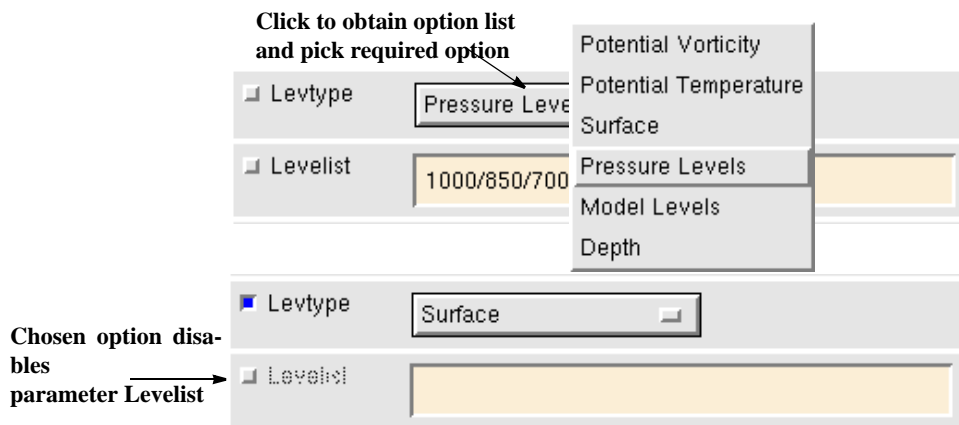 Click to obtain option list
and pick required option
Levtype
Pressure Leve
Potential Vorticity
Potential Temperature
Surface
Pressure Levels
Model Levels
Depth
Levelist
1000/850/700
Levtype
Surface
Chosen option disa-
bles
parameter Levelist
Levelist